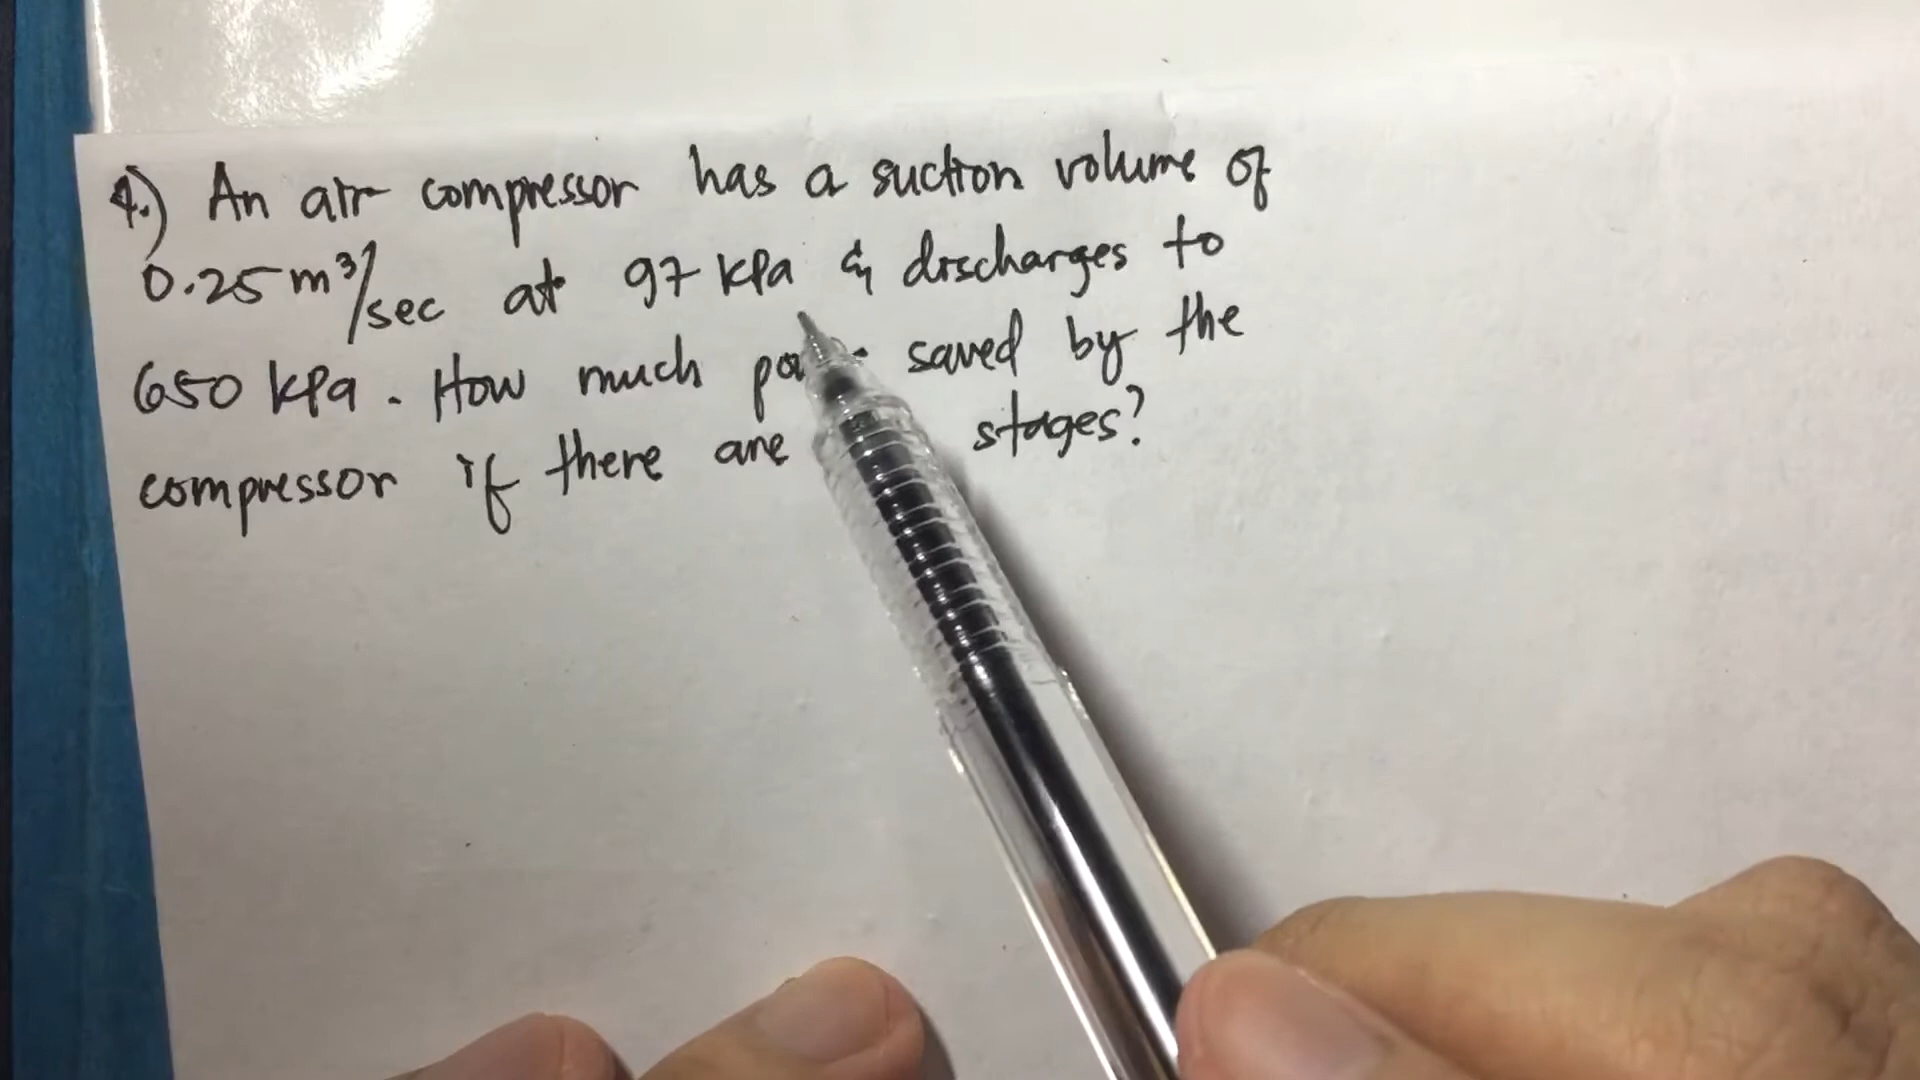 4.) An air compressor has a suction volume of
0.25 m³/sec at 97 kPa & discharges to
650 kPa. How much saved by the
compressor if there are stages?